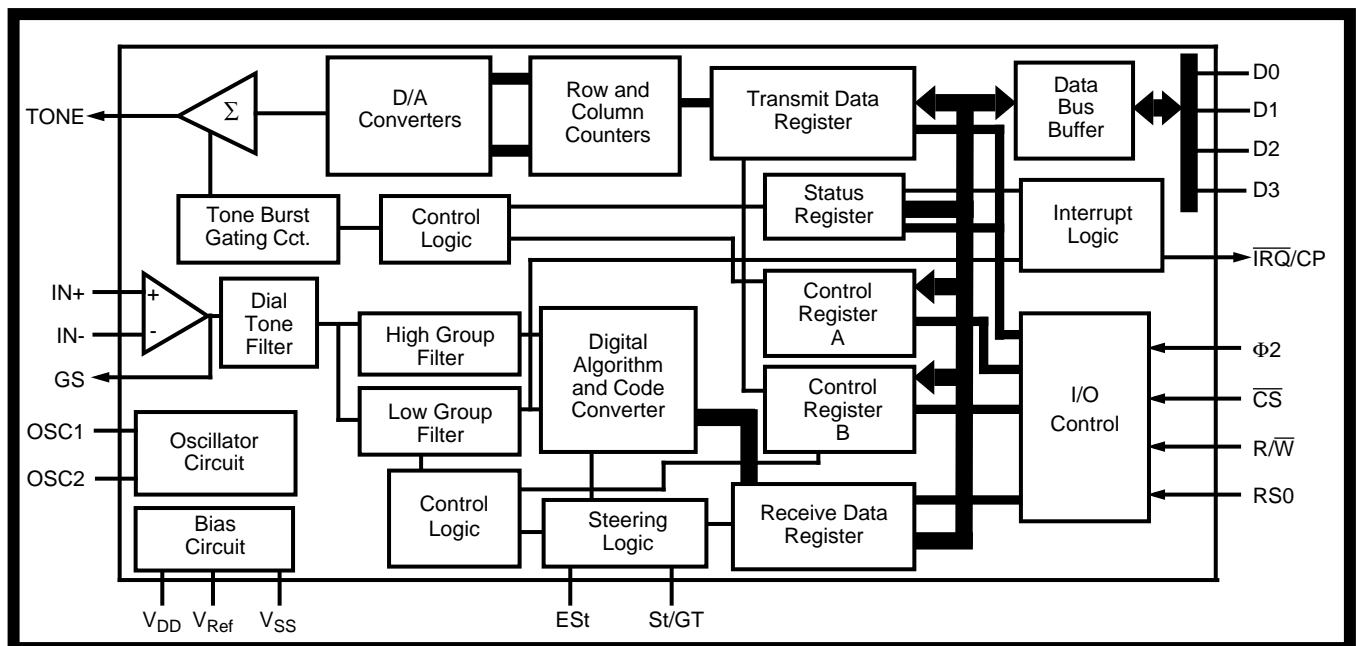 TONE
Σ
D/A
Converters
Row and
Column
Counters
Transmit Data
Register
Data
Bus
Buffer
D0
D1
D2
D3
Tone Burst
Gating Cct.
Control
Logic
Status
Register
Interrupt
Logic
I̅R̅Q̅/CP
IN+
IN-
GS
+
-
Dial
Tone
Filter
High Group
Filter
Low Group
Filter
Digital
Algorithm
and Code
Converter
Control
Register
A
Control
Register
B
I/O
Control
Φ2
C̅S̅
R/W̅
RS0
OSC1
OSC2
Oscillator
Circuit
Bias
Circuit
Control
Logic
Steering
Logic
Receive Data
Register
VDD
VRef
VSS
ESt
St/GT